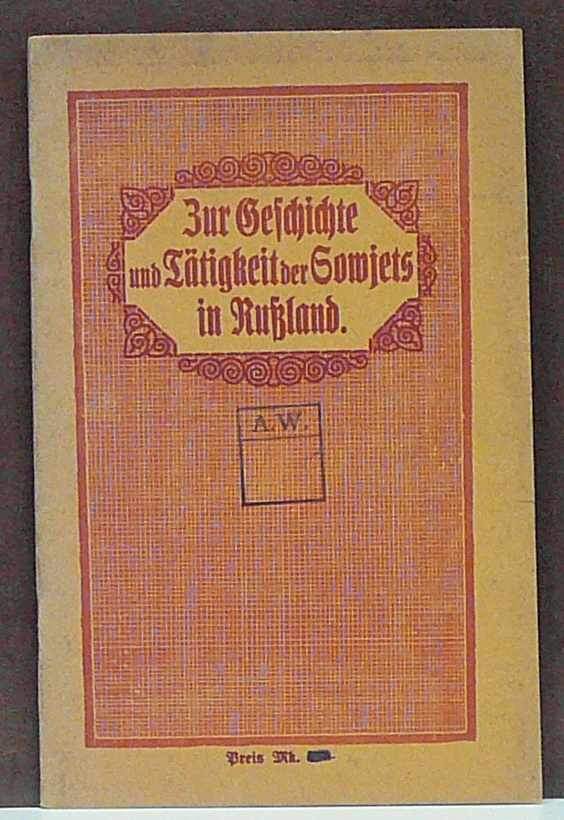 Zur Geschichte
und Tätigkeit der Sowjets
in Rußland.
A.W.
Preis Mk.